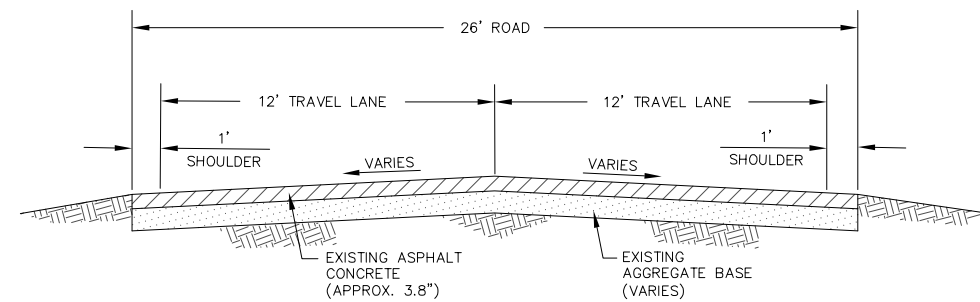 26' ROAD
12' TRAVEL LANE
12' TRAVEL LANE
1'
SHOULDER
VARIES
VARIES
1'
SHOULDER
EXISTING ASPHALT
CONCRETE
(APPROX. 3.8")
EXISTING
AGGREGATE BASE
(VARIES)